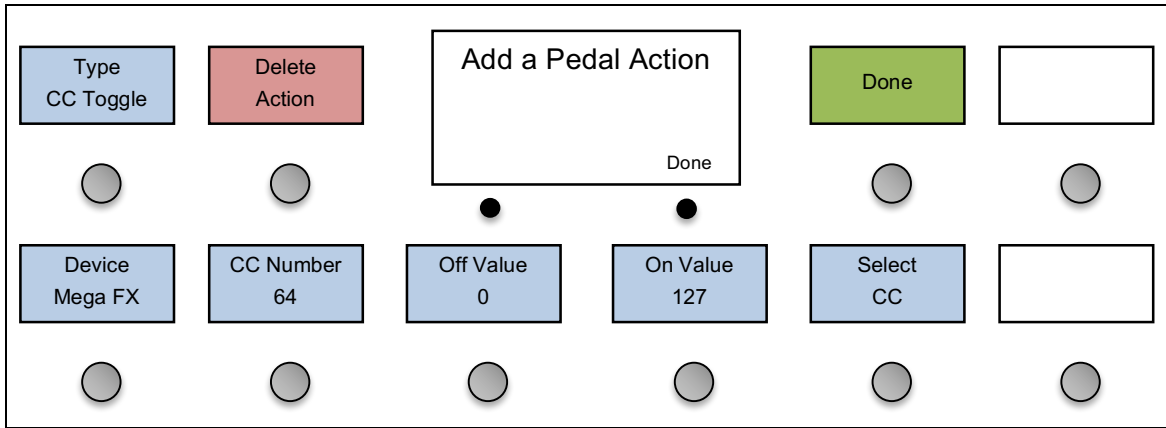 Type
CC Toggle
Delete
Action
Add a Pedal Action
Done
Done
Device
Mega FX
CC Number
64
Off Value
0
On Value
127
Select
CC